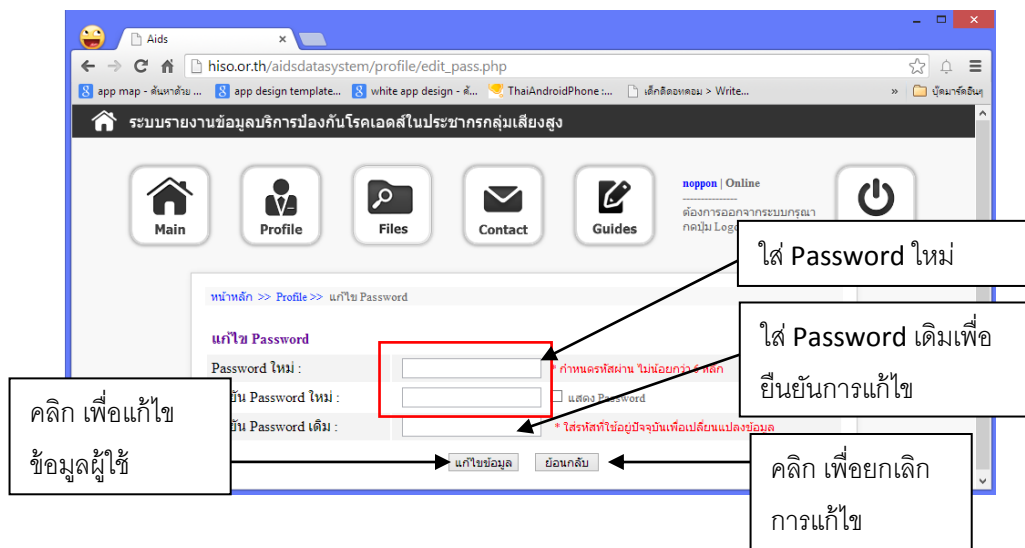 Aids
hiso.or.th/aidsdatasystem/profile/edit_pass.php
app map - ค้นหาด้วย ...
app design template...
white app design - ค้...
ThaiAndroidPhone :...
เด็กติดอทคอม > Write...
»
บุ๊คมาร์คอื่นๆ
ระบบรายงานข้อมูลบริการป้องกันโรคเอดส์ในประชากรกลุ่มเสี่ยงสูง
Main
Profile
Files
Contact
Guides
noppon | Online
---------------
ต้องการออกจากระบบกรุณา
กดปุ่ม
ใส่ Password ใหม่
หน้าหลัก >> Profile >> แก้ไข Password
แก้ไข Password
ใส่ Password เดิมเพื่อ
ยืนยันการแก้ไข
Password ใหม่ :
* กำหนดรหัสผ่าน ไม่น้อยกว่า 6 หลัก
Password ใหม่ :
แสดง Password
Password เดิม :
* ใส่รหัสที่ใช้อยู่ปัจจุบันเพื่อเปลี่ยนแปลงข้อมูล
คลิก เพื่อแก้ไข
ข้อมูลผู้ใช้
แก้ไขข้อมูล
ย้อนกลับ
คลิก เพื่อยกเลิก
การแก้ไข